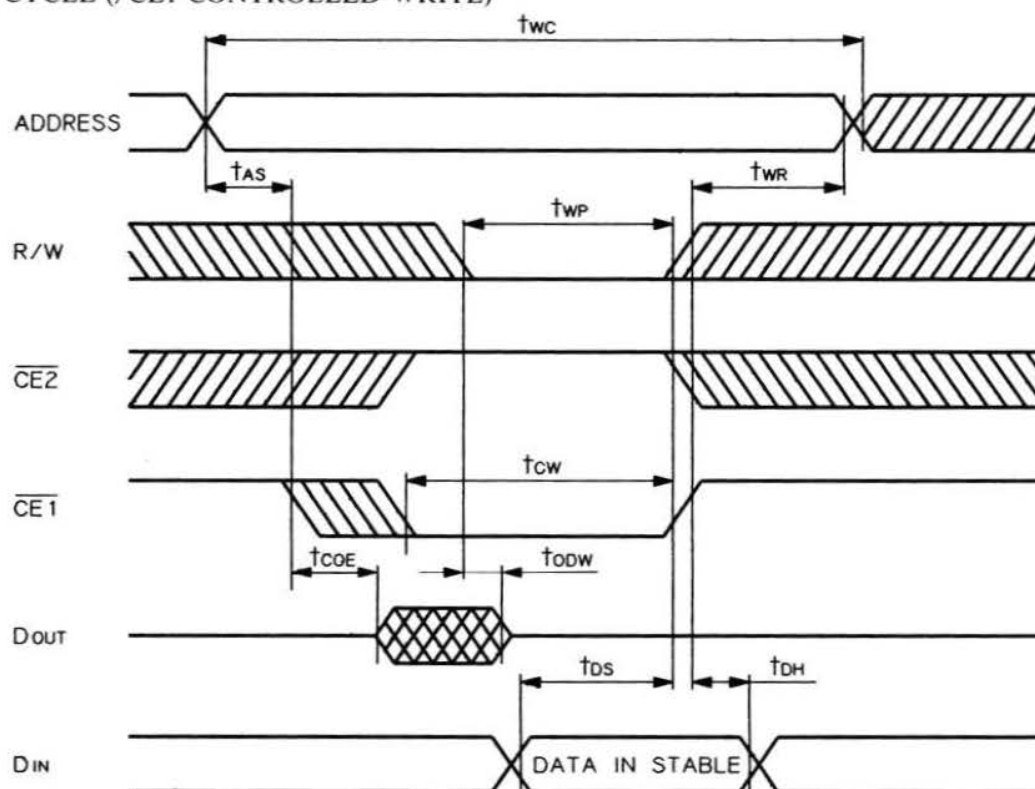 CYCLE (/CE1 CONTROLLED WRITE)
tWC
ADDRESS
tAS
tWR
tWP
R/W
CE2
tCW
CE1
tCOE
tODW
DOUT
tDS
tDH
DIN
DATA IN STABLE